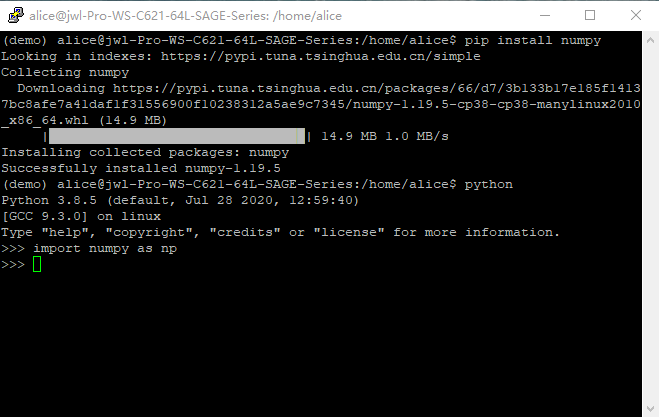 alice@jwl-Pro-WS-C621-64L-SAGE-Series: /home/alice
(demo) alice@jwl-Pro-WS-C621-64L-SAGE-Series:/home/alice$ pip install numpy
Looking in indexes: https://pypi.tuna.tsinghua.edu.cn/simple
Collecting numpy
  Downloading https://pypi.tuna.tsinghua.edu.cn/packages/66/d7/3b133b17e185f1413
7bc8afe7a41daf1f31556900f10238312a5ae9c7345/numpy-1.19.5-cp38-cp38-manylinux2010
_x86_64.whl (14.9 MB)
     |████████████████████████████████| 14.9 MB 1.0 MB/s
Installing collected packages: numpy
Successfully installed numpy-1.19.5
(demo) alice@jwl-Pro-WS-C621-64L-SAGE-Series:/home/alice$ python
Python 3.8.5 (default, Jul 28 2020, 12:59:40)
[GCC 9.3.0] on linux
Type "help", "copyright", "credits" or "license" for more information.
>>> import numpy as np
>>>